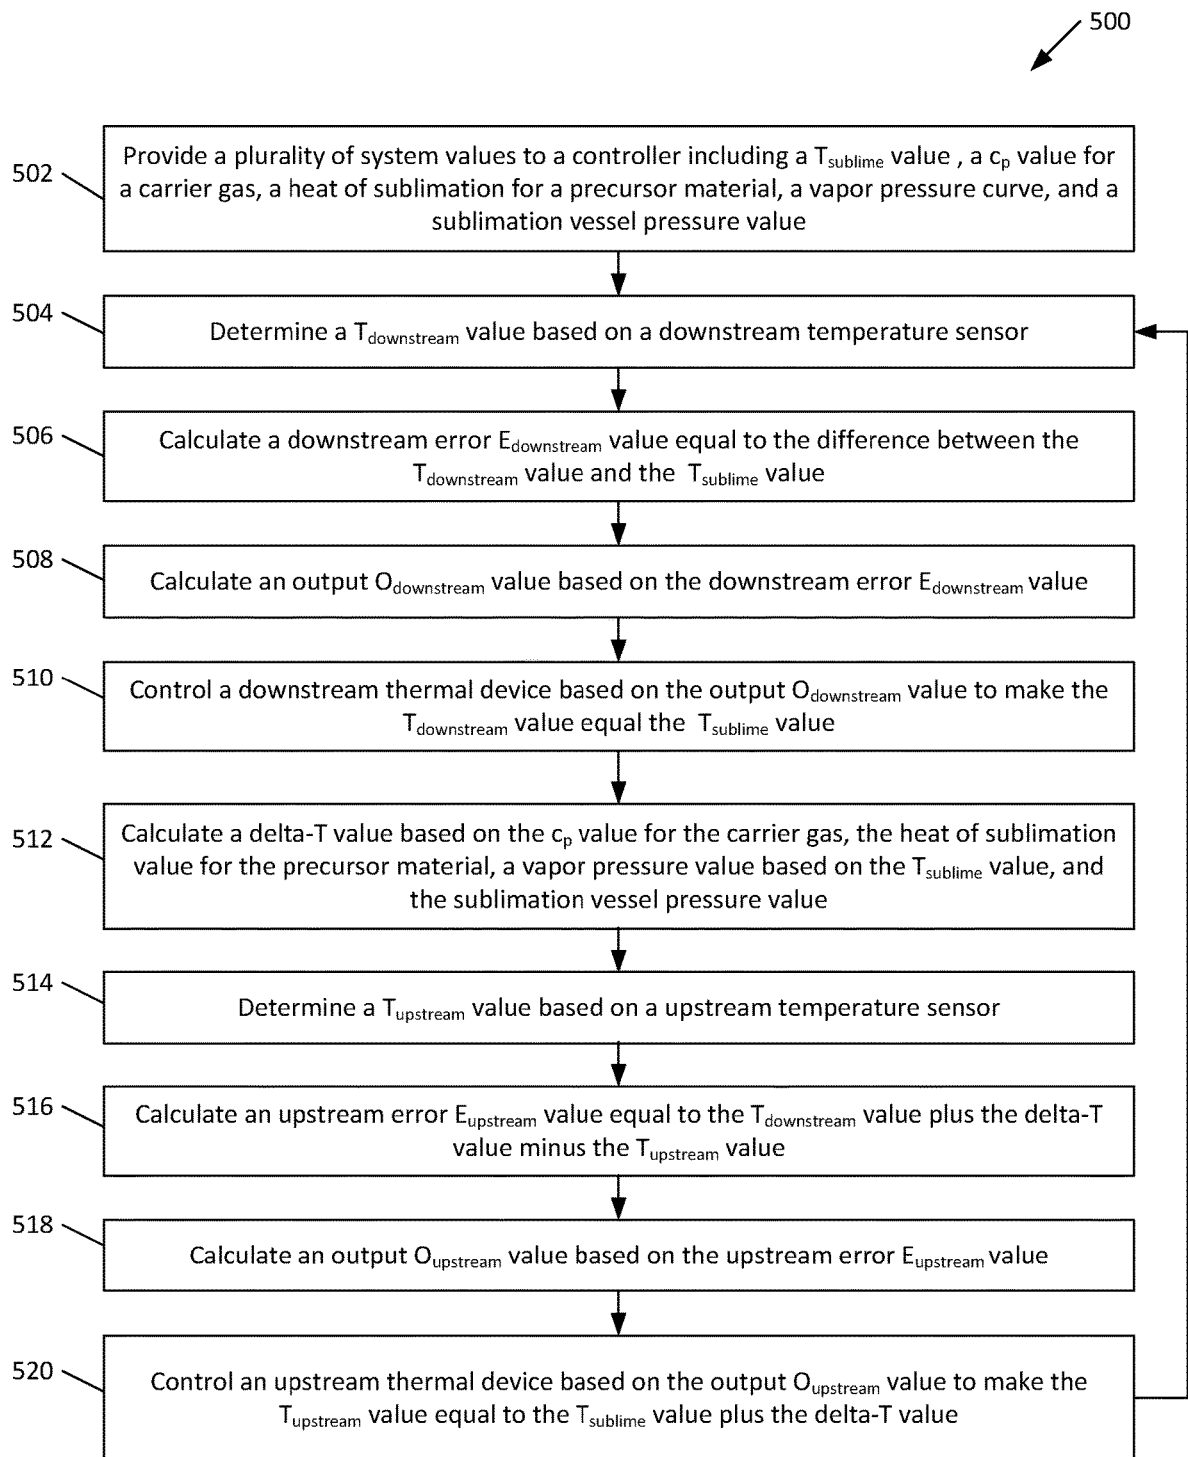 500
502
Provide a plurality of system values to a controller including a Tsublime value , a cp value for
a carrier gas, a heat of sublimation for a precursor material, a vapor pressure curve, and a
sublimation vessel pressure value
504
Determine a Tdownstream value based on a downstream temperature sensor
506
Calculate a downstream error Edownstream value equal to the difference between the
Tdownstream value and the Tsublime value
508
Calculate an output Odownstream value based on the downstream error Edownstream value
510
Control a downstream thermal device based on the output Odownstream value to make the
Tdownstream value equal the Tsublime value
512
Calculate a delta-T value based on the cp value for the carrier gas, the heat of sublimation
value for the precursor material, a vapor pressure value based on the Tsublime value, and
the sublimation vessel pressure value
514
Determine a Tupstream value based on a upstream temperature sensor
516
Calculate an upstream error Eupstream value equal to the Tdownstream value plus the delta-T
value minus the Tupstream value
518
Calculate an output Oupstream value based on the upstream error Eupstream value
520
Control an upstream thermal device based on the output Oupstream value to make the
Tupstream value equal to the Tsublime value plus the delta-T value